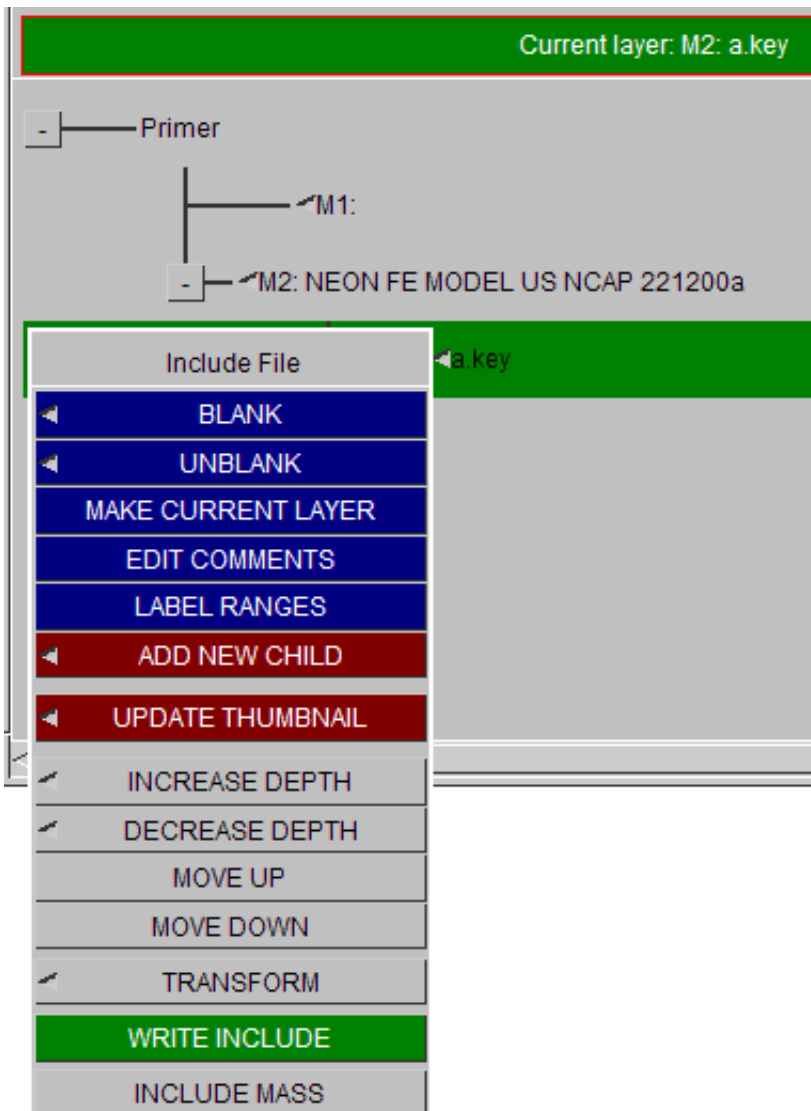 Current layer: M2: a.key
- Primer
M1:
- M2: NEON FE MODEL US NCAP 221200a
a.key
Include File
BLANK
UNBLANK
MAKE CURRENT LAYER
EDIT COMMENTS
LABEL RANGES
ADD NEW CHILD
UPDATE THUMBNAIL
INCREASE DEPTH
DECREASE DEPTH
MOVE UP
MOVE DOWN
TRANSFORM
WRITE INCLUDE
INCLUDE MASS